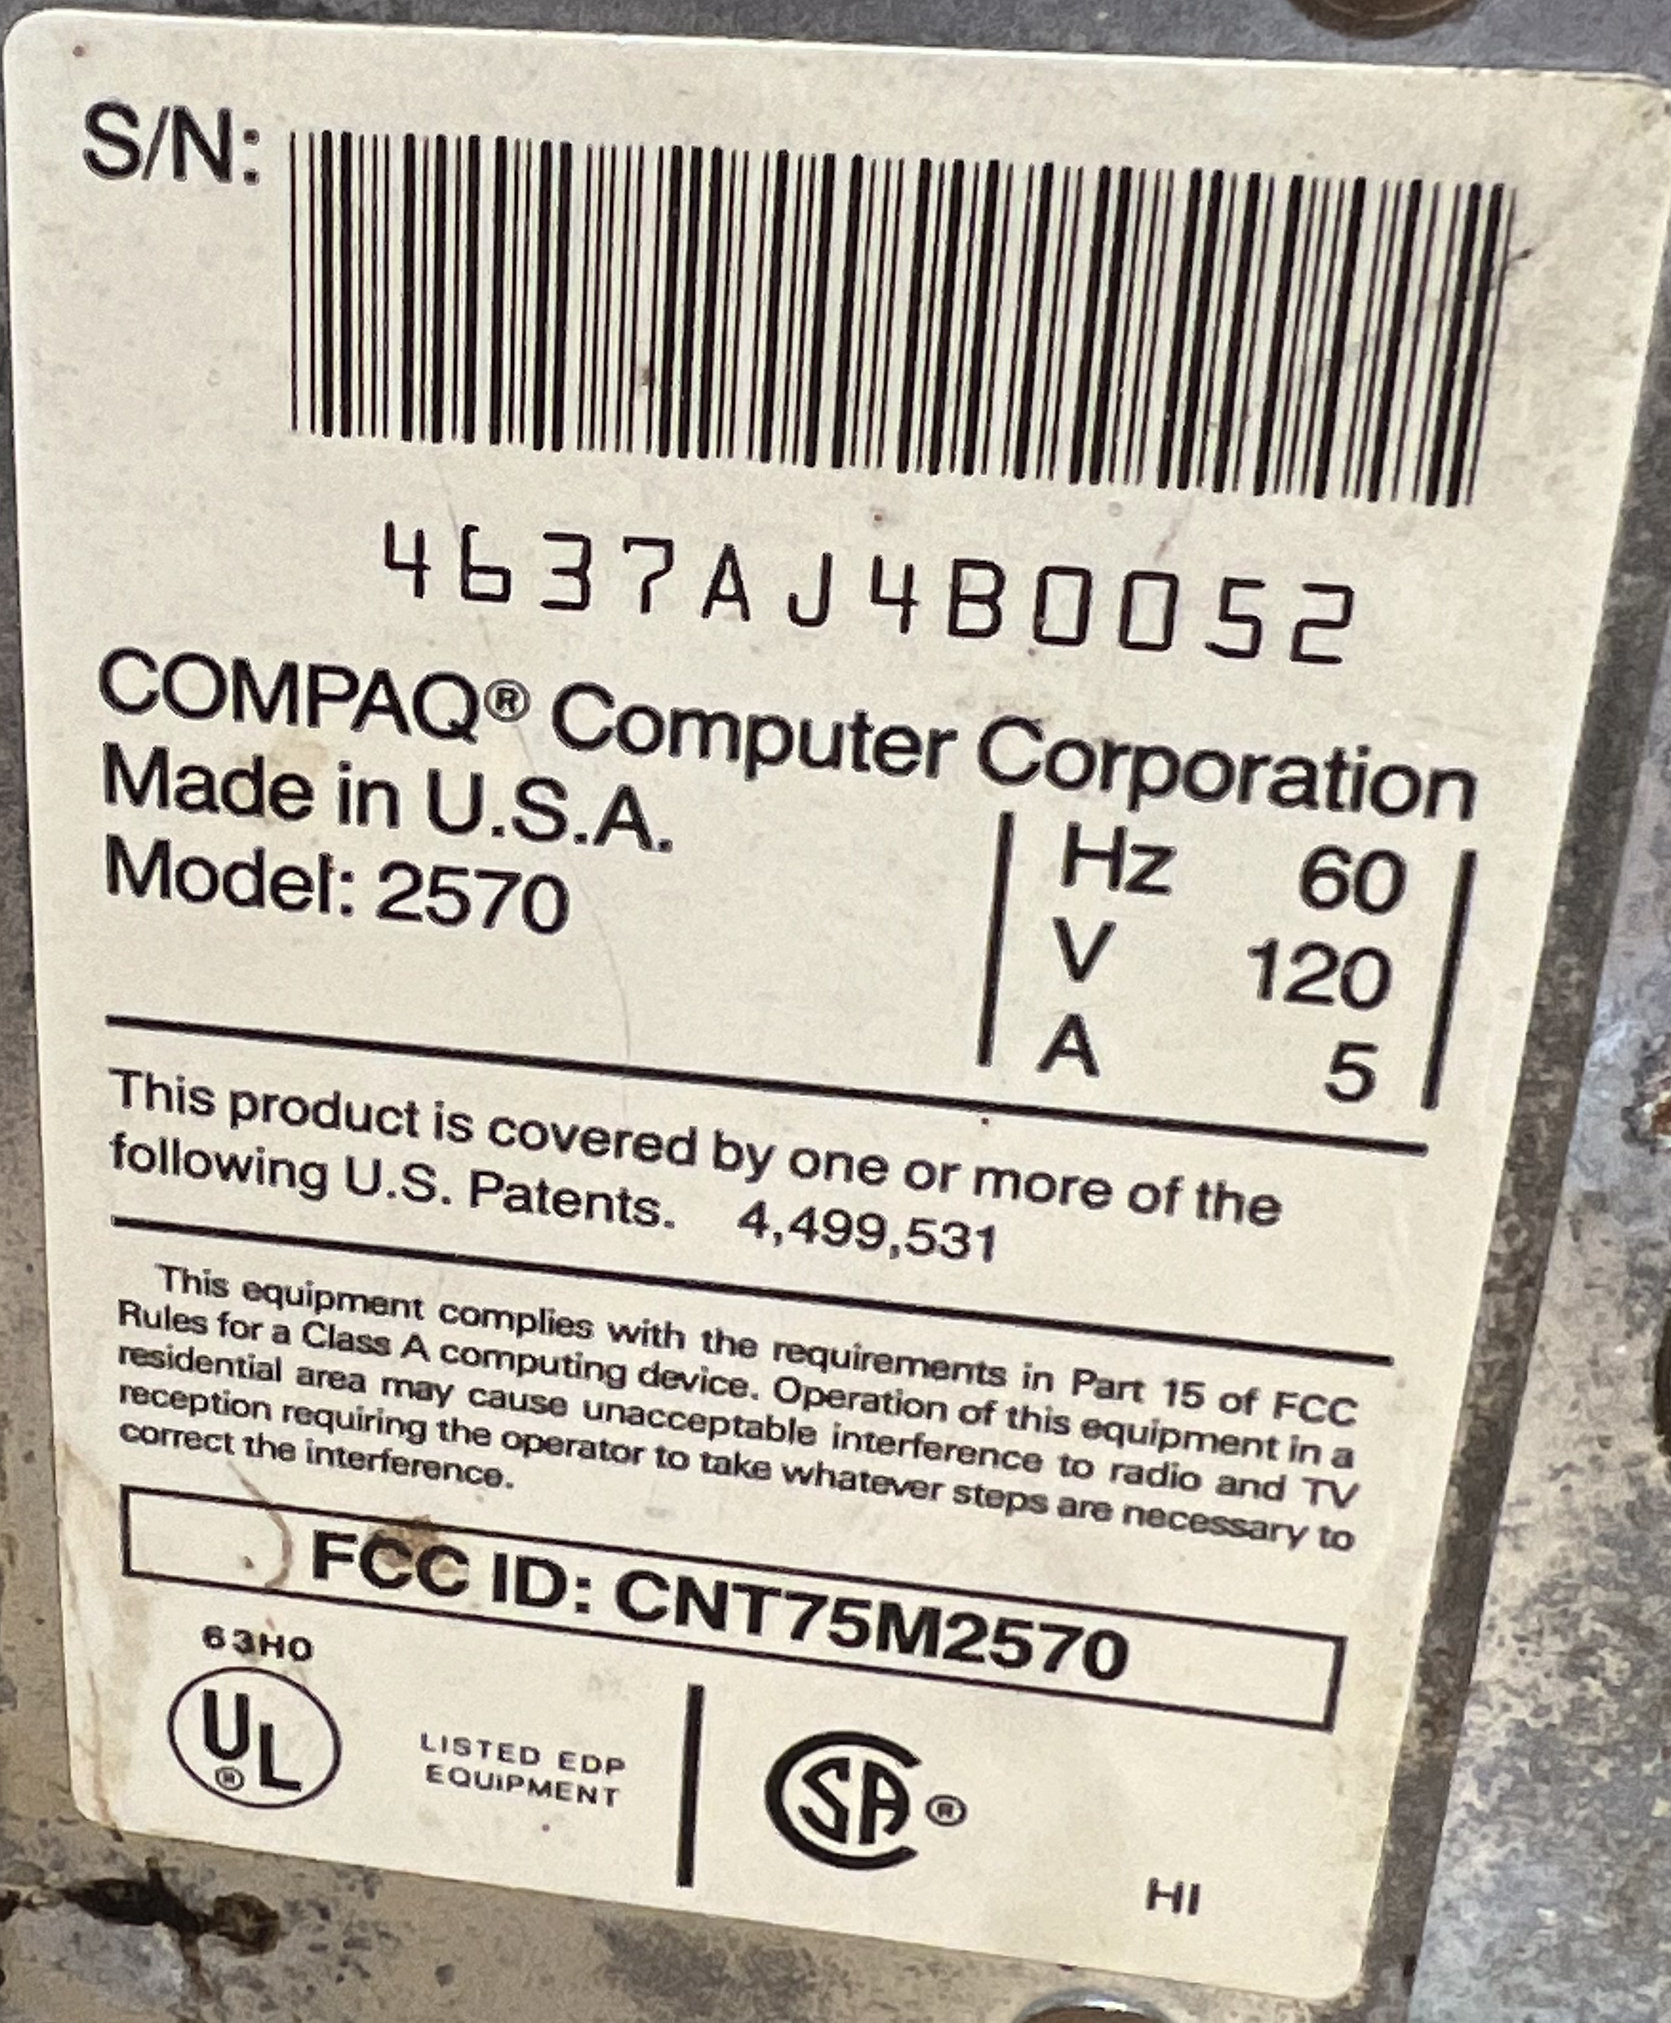 S/N:
4637AJ4B0052
COMPAQ® Computer Corporation
Made in U.S.A.
Model: 2570
Hz 60
V 120
A 5
This product is covered by one or more of the
following U.S. Patents. 4,499,531
This equipment complies with the requirements in Part 15 of FCC
Rules for a Class A computing device. Operation of this equipment in a
residential area may cause unacceptable interference to radio and TV
reception requiring the operator to take whatever steps are necessary to
correct the interference.
FCC ID: CNT75M2570
63H0
UL®
LISTED EDP
EQUIPMENT
SA®
HI